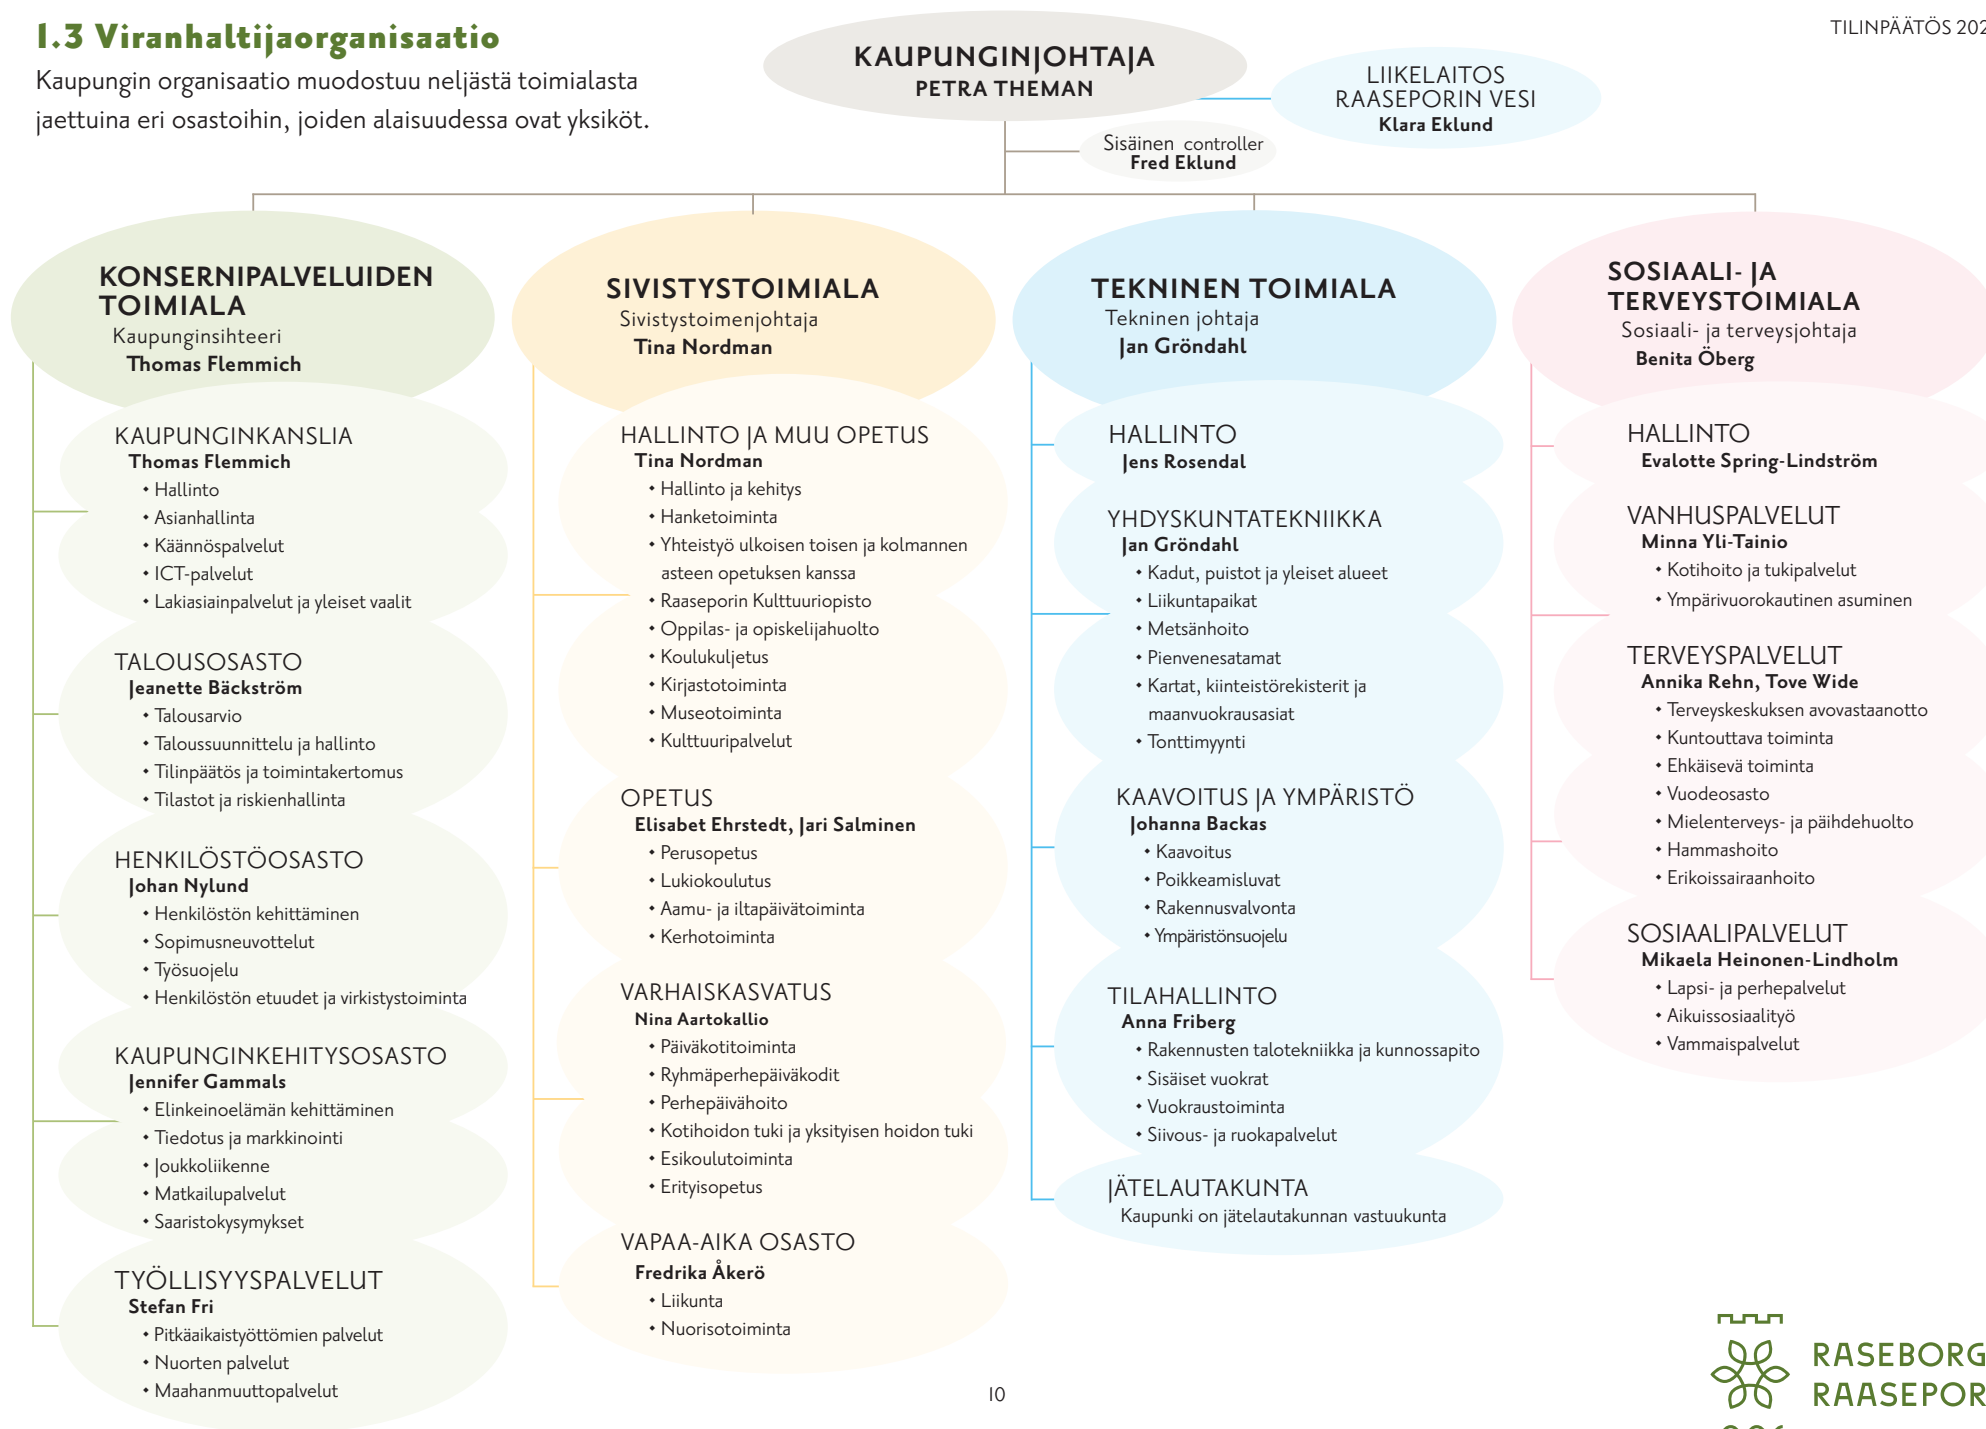 1.3 Viranhaltijaorganisaatio
Kaupungin organisaatio muodostuu neljästä toimialasta
jaettuina eri osastoihin, joiden alaisuudessa ovat yksiköt.
TILINPÄÄTÖS 202
KAUPUNGINJOHTAJA
PETRA THEMAN
LIIKELAITOS
RAASEPORIN VESI
Klara Eklund
Sisäinen controller
Fred Eklund
KONSERNIPALVELUIDEN
TOIMIALA
Kaupunginsihteeri
Thomas Flemmich
KAUPUNGINKANSLIA
Thomas Flemmich
• Hallinto
• Asianhallinta
• Käännöspalvelut
• ICT-palvelut
• Lakiasiainpalvelut ja yleiset vaalit
TALOUSOSASTO
Jeanette Bäckström
• Talousarvio
• Taloussuunnittelu ja hallinto
• Tilinpäätös ja toimintakertomus
• Tilastot ja riskienhallinta
HENKILÖSTÖOSASTO
Johan Nylund
• Henkilöstön kehittäminen
• Sopimusneuvottelut
• Työsuojelu
• Henkilöstön etuudet ja virkistystoiminta
KAUPUNGINKEHITYSOSASTO
Jennifer Gammals
• Elinkeinoelämän kehittäminen
• Tiedotus ja markkinointi
• Joukkoliikenne
• Matkailupalvelut
• Saaristokysymykset
TYÖLLISYYSPALVELUT
Stefan Fri
• Pitkäaikaistyöttömien palvelut
• Nuorten palvelut
• Maahanmuuttopalvelut
SIVISTYSTOIMIALA
Sivistystoimenjohtaja
Tina Nordman
HALLINTO JA MUU OPETUS
Tina Nordman
• Hallinto ja kehitys
• Hanketoiminta
• Yhteistyö ulkoisen toisen ja kolmannen
asteen opetuksen kanssa
• Raaseporin Kulttuuriopisto
• Oppilas- ja opiskelijahuolto
• Koulukuljetus
• Kirjastotoiminta
• Museotoiminta
• Kulttuuripalvelut
OPETUS
Elisabet Ehrstedt, Jari Salminen
• Perusopetus
• Lukiokoulutus
• Aamu- ja iltapäivätoiminta
• Kerhotoiminta
VARHAISKASVATUS
Nina Aartokallio
• Päiväkotitoiminta
• Ryhmäperhepäiväkodit
• Perhepäivähoito
• Kotihoidon tuki ja yksityisen hoidon tuki
• Esikoulutoiminta
• Erityisopetus
VAPAA-AIKA OSASTO
Fredrika Åkerö
• Liikunta
• Nuorisotoiminta
TEKNINEN TOIMIALA
Tekninen johtaja
Jan Gröndahl
HALLINTO
Jens Rosendal
YHDYSKUNTATEKNIIKKA
Jan Gröndahl
• Kadut, puistot ja yleiset alueet
• Liikuntapaikat
• Metsänhoito
• Pienvenesatamat
• Kartat, kiinteistörekisterit ja
maanvuokrausasiat
• Tonttimyynti
KAAVOITUS JA YMPÄRISTÖ
Johanna Backas
• Kaavoitus
• Poikkeamisluvat
• Rakennusvalvonta
• Ympäristönsuojelu
TILAHALLINTO
Anna Friberg
• Rakennusten talotekniikka ja kunnossapito
• Sisäiset vuokrat
• Vuokraustoiminta
• Siivous- ja ruokapalvelut
JÄTELAUTAKUNTA
Kaupunki on jätelautakunnan vastuukunta
SOSIAALI- JA
TERVEYSTOIMIALA
Sosiaali- ja terveysjohtaja
Benita Öberg
HALLINTO
Evalotte Spring-Lindström
VANHUSPALVELUT
Minna Yli-Tainio
• Kotihoito ja tukipalvelut
• Ympärivuorokautinen asuminen
TERVEYSPALVELUT
Annika Rehn, Tove Wide
• Terveyskeskuksen avovastaanotto
• Kuntouttava toiminta
• Ehkäisevä toiminta
• Vuodeosasto
• Mielenterveys- ja päihdehuolto
• Hammashoito
• Erikoissairaanhoito
SOSIAALIPALVELUT
Mikaela Heinonen-Lindholm
• Lapsi- ja perhepalvelut
• Aikuissosiaalityö
• Vammaispalvelut
10
RASEBORG
RAASEPOR